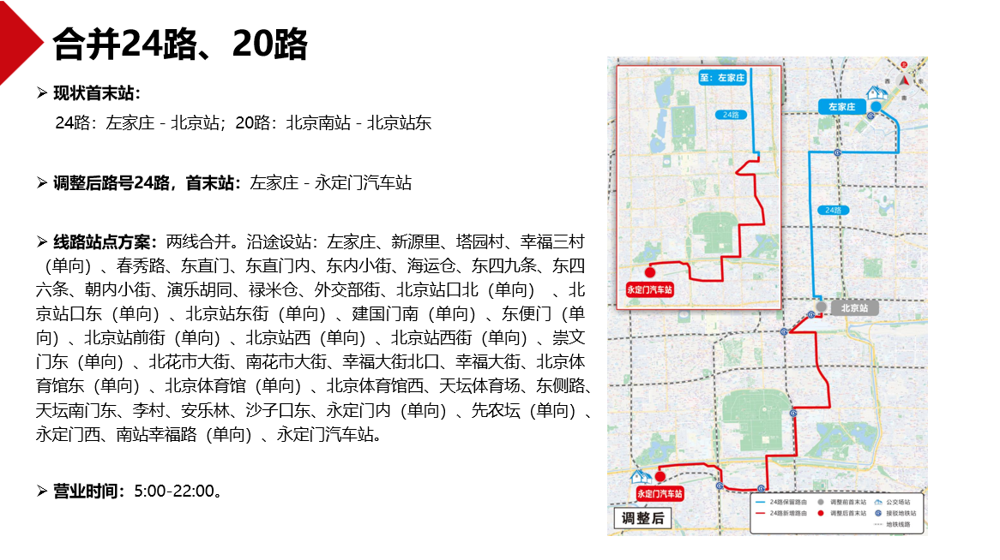 合并24路、20路
➢ 现状首末站：
24路：左家庄－北京站；20路：北京南站－北京站东
➢ 调整后路号24路，首末站：左家庄－永定门汽车站
➢ 线路站点方案：两线合并。沿途设站：左家庄、新源里、塔园村、幸福三村
（单向）、春秀路、东直门、东直门内、东内小街、海运仓、东四九条、东四
六条、朝内小街、演乐胡同、禄米仓、外交部街、北京站口北（单向） 、北
京站口东（单向）、北京站东街（单向）、建国门南（单向）、东便门（单
向）、北京站前街（单向）、北京站西（单向）、北京站西街（单向）、崇文
门东（单向）、北花市大街、南花市大街、幸福大街北口、幸福大街、北京体
育馆东（单向）、北京体育馆（单向）、北京体育馆西、天坛体育场、东侧路、
天坛南门东、李村、安乐林、沙子口东、永定门内（单向）、先农坛（单向）、
永定门西、南站幸福路（单向）、永定门汽车站。
➢ 营业时间：5:00-22:00。
至：左家庄
24路
永定门汽车站
北
西
东
南
左家庄
24路
北京站
永定门汽车站
调整后
24路保留路由
调整前首末站
公交场站
24路新增路由
调整后首末站
接驳地铁站
地铁线路